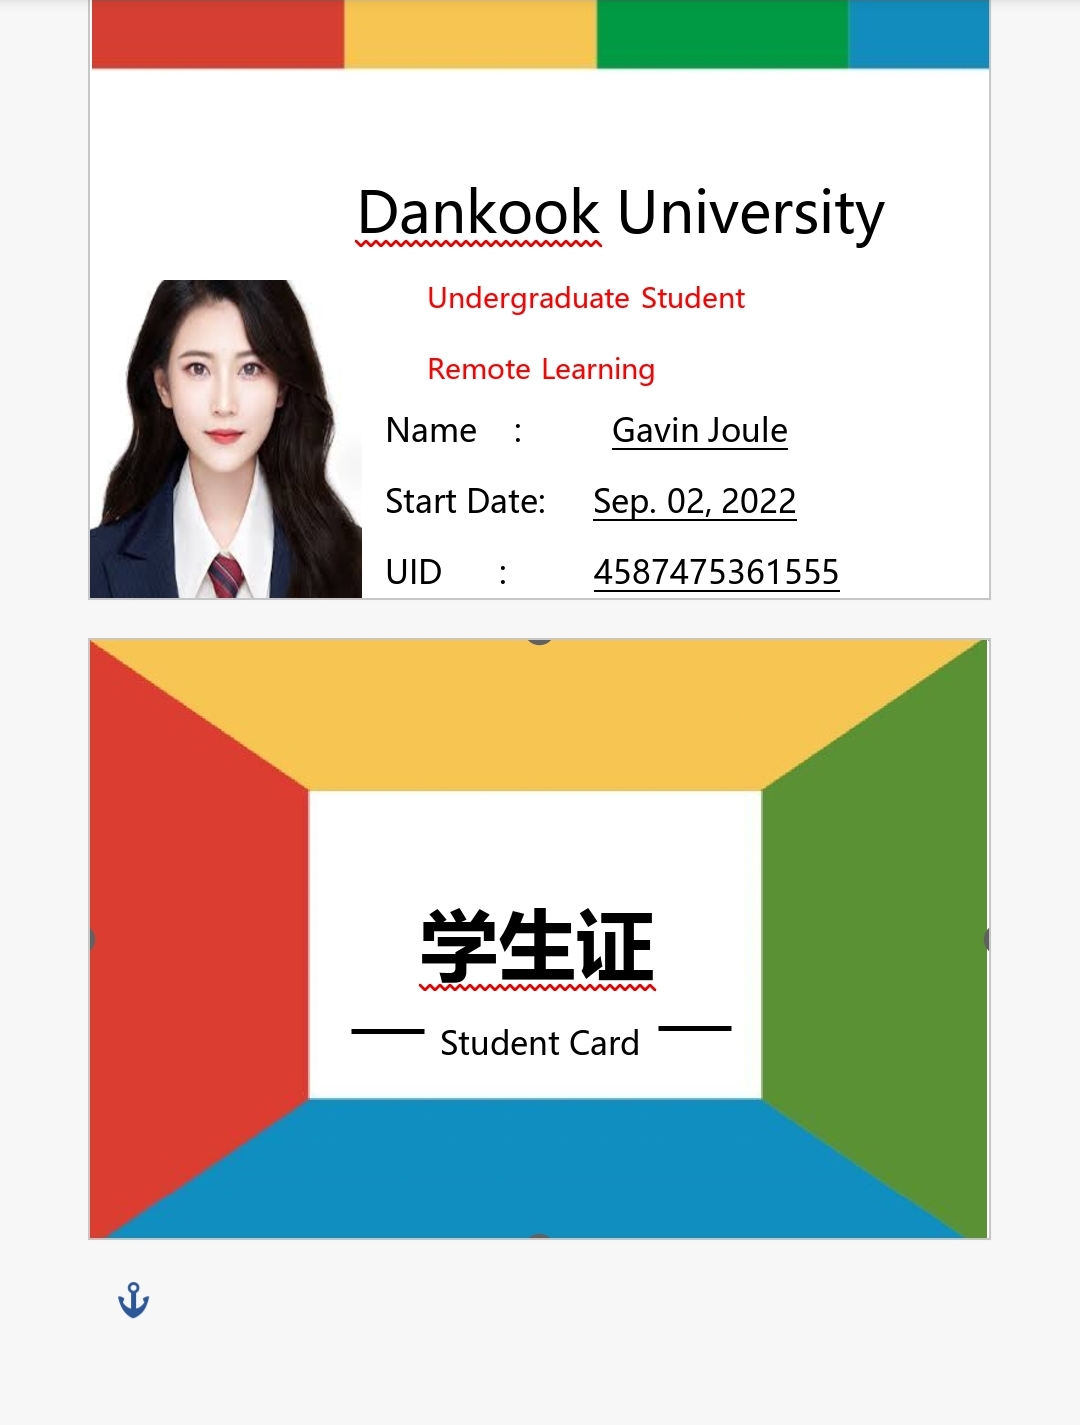 Dankook University
Undergraduate Student
Remote Learning
Name : Gavin Joule
Start Date: Sep. 02, 2022
UID : 4587475361555
学生证
Student Card